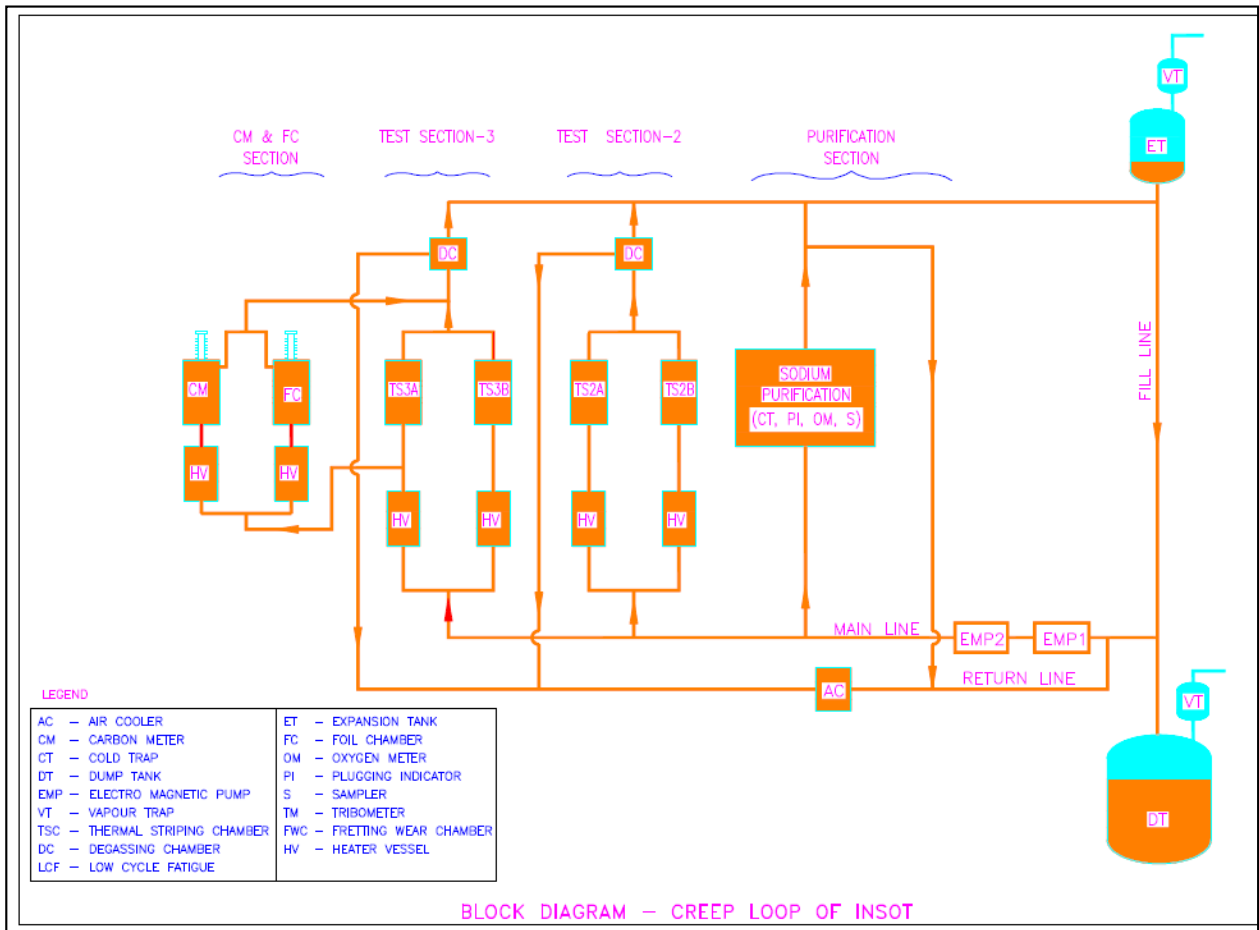 VT
ET
CM & FC
SECTION
TEST SECTION-3
TEST SECTION-2
PURIFICATION
SECTION
DC
DC
FILL LINE
CM
FC
TS3A
TS3B
TS2A
TS2B
SODIUM
PURIFICATION
(CT, PI, OM, S)
HV
HV
HV
HV
HV
HV
MAIN LINE
EMP2
EMP1
RETURN LINE
AC
VT
DT
LEGEND
AC – AIR COOLER
CM – CARBON METER
CT – COLD TRAP
DT – DUMP TANK
EMP – ELECTRO MAGNETIC PUMP
VT – VAPOUR TRAP
TSC – THERMAL STRIPING CHAMBER
DC – DEGASSING CHAMBER
LCF – LOW CYCLE FATIGUE
ET – EXPANSION TANK
FC – FOIL CHAMBER
OM – OXYGEN METER
PI – PLUGGING INDICATOR
S – SAMPLER
TM – TRIBOMETER
FWC – FRETTING WEAR CHAMBER
HV – HEATER VESSEL
BLOCK DIAGRAM – CREEP LOOP OF INSOT